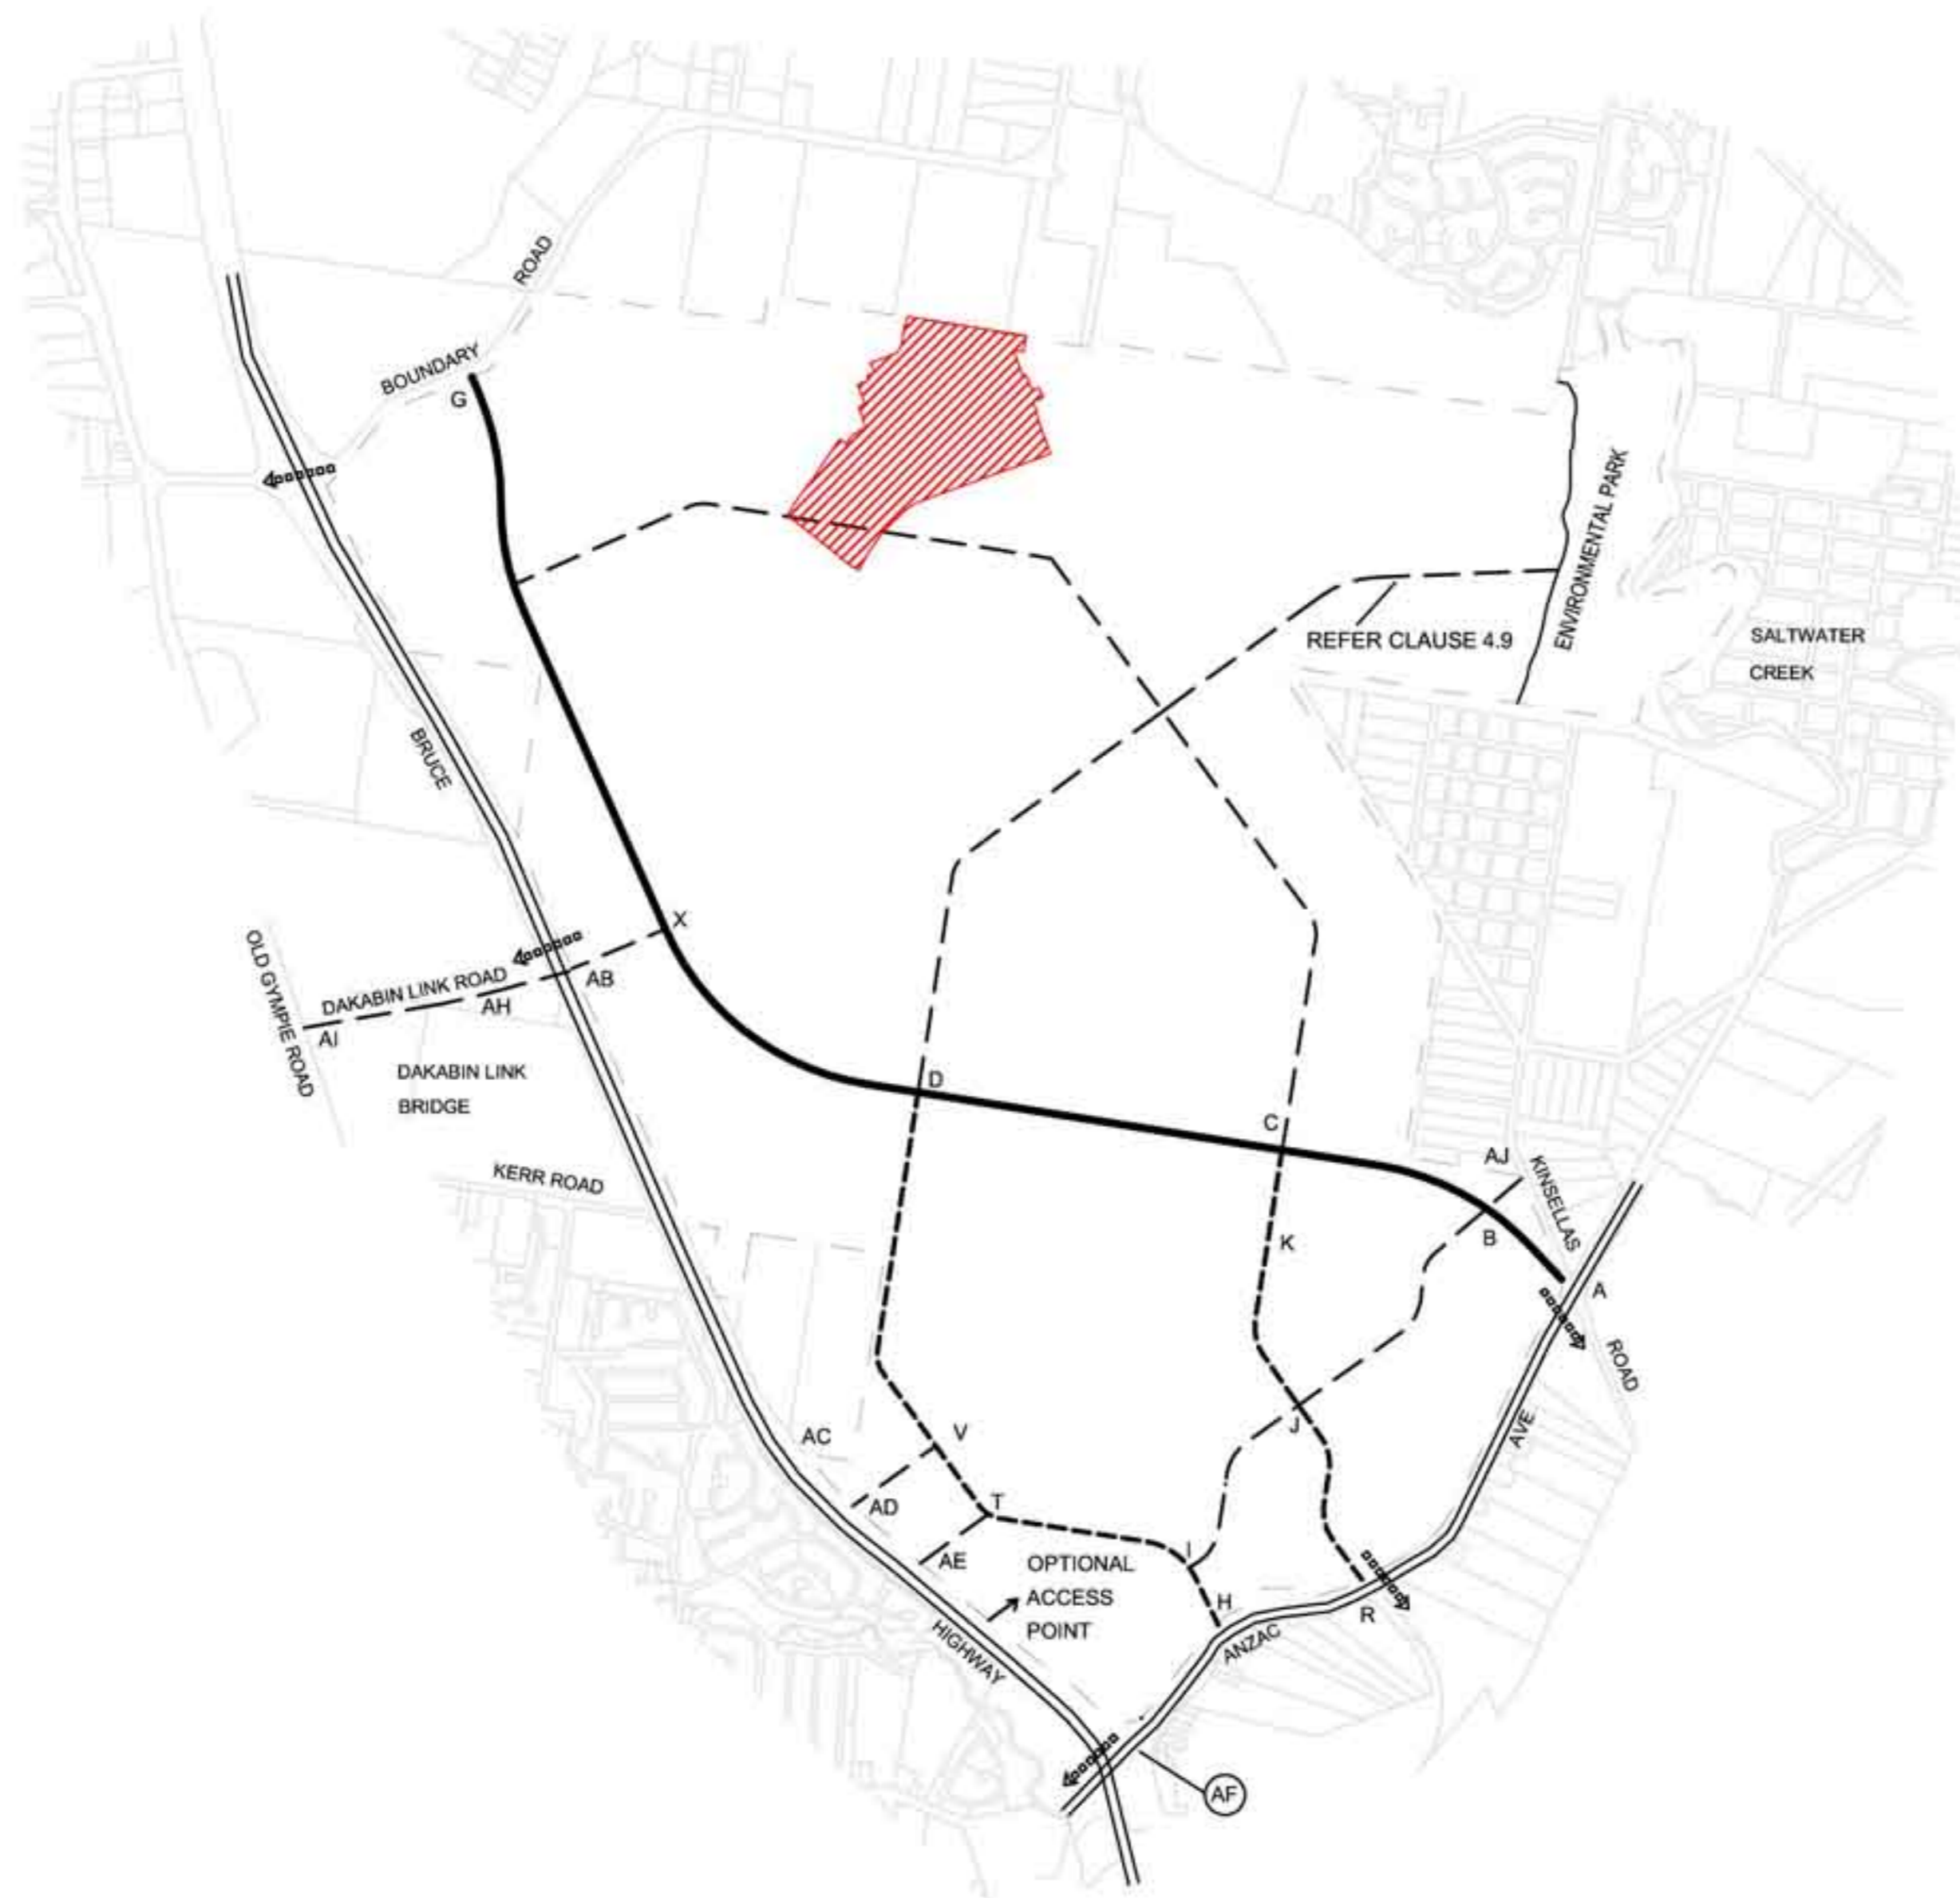 ROAD
BOUNDARY
G
ENVIRONMENTAL PARK
REFER CLAUSE 4.9
SALTWATER
CREEK
BRUCE
X
OLD GYMPIE ROAD
DAKABIN LINK ROAD
AB
AH
AI
DAKABIN LINK
BRIDGE
D
C
KERR ROAD
AJ
KINSELLAS
B
K
A
ROAD
AVE
AC
V
J
AD
T
AE
I
OPTIONAL
ACCESS
POINT
H
R
HIGHWAY
ANZAC
AF